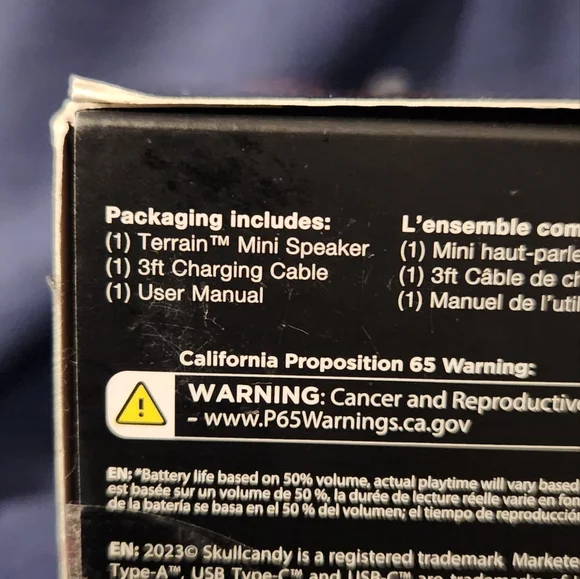 Packaging includes:
(1) Terrain™ Mini Speaker
(1) 3ft Charging Cable
(1) User Manual
L'ensemble com
(1) Mini haut-parle
(1) 3ft Câble de ch
(1) Manuel de l'util
California Proposition 65 Warning:
WARNING: Cancer and Reproductive
– www.P65Warnings.ca.gov
EN: *Battery life based on 50% volume, actual playtime will vary based
est basée sur un volume de 50 %, la durée de lecture réelle varie en fon
de la batería se basa en el 50 % del volumen; el tiempo de reproducción
EN: 2023© Skullcandy is a registered trademark Markete
Type-A™, USB Type-C™ and USB-C™ are trademarks of